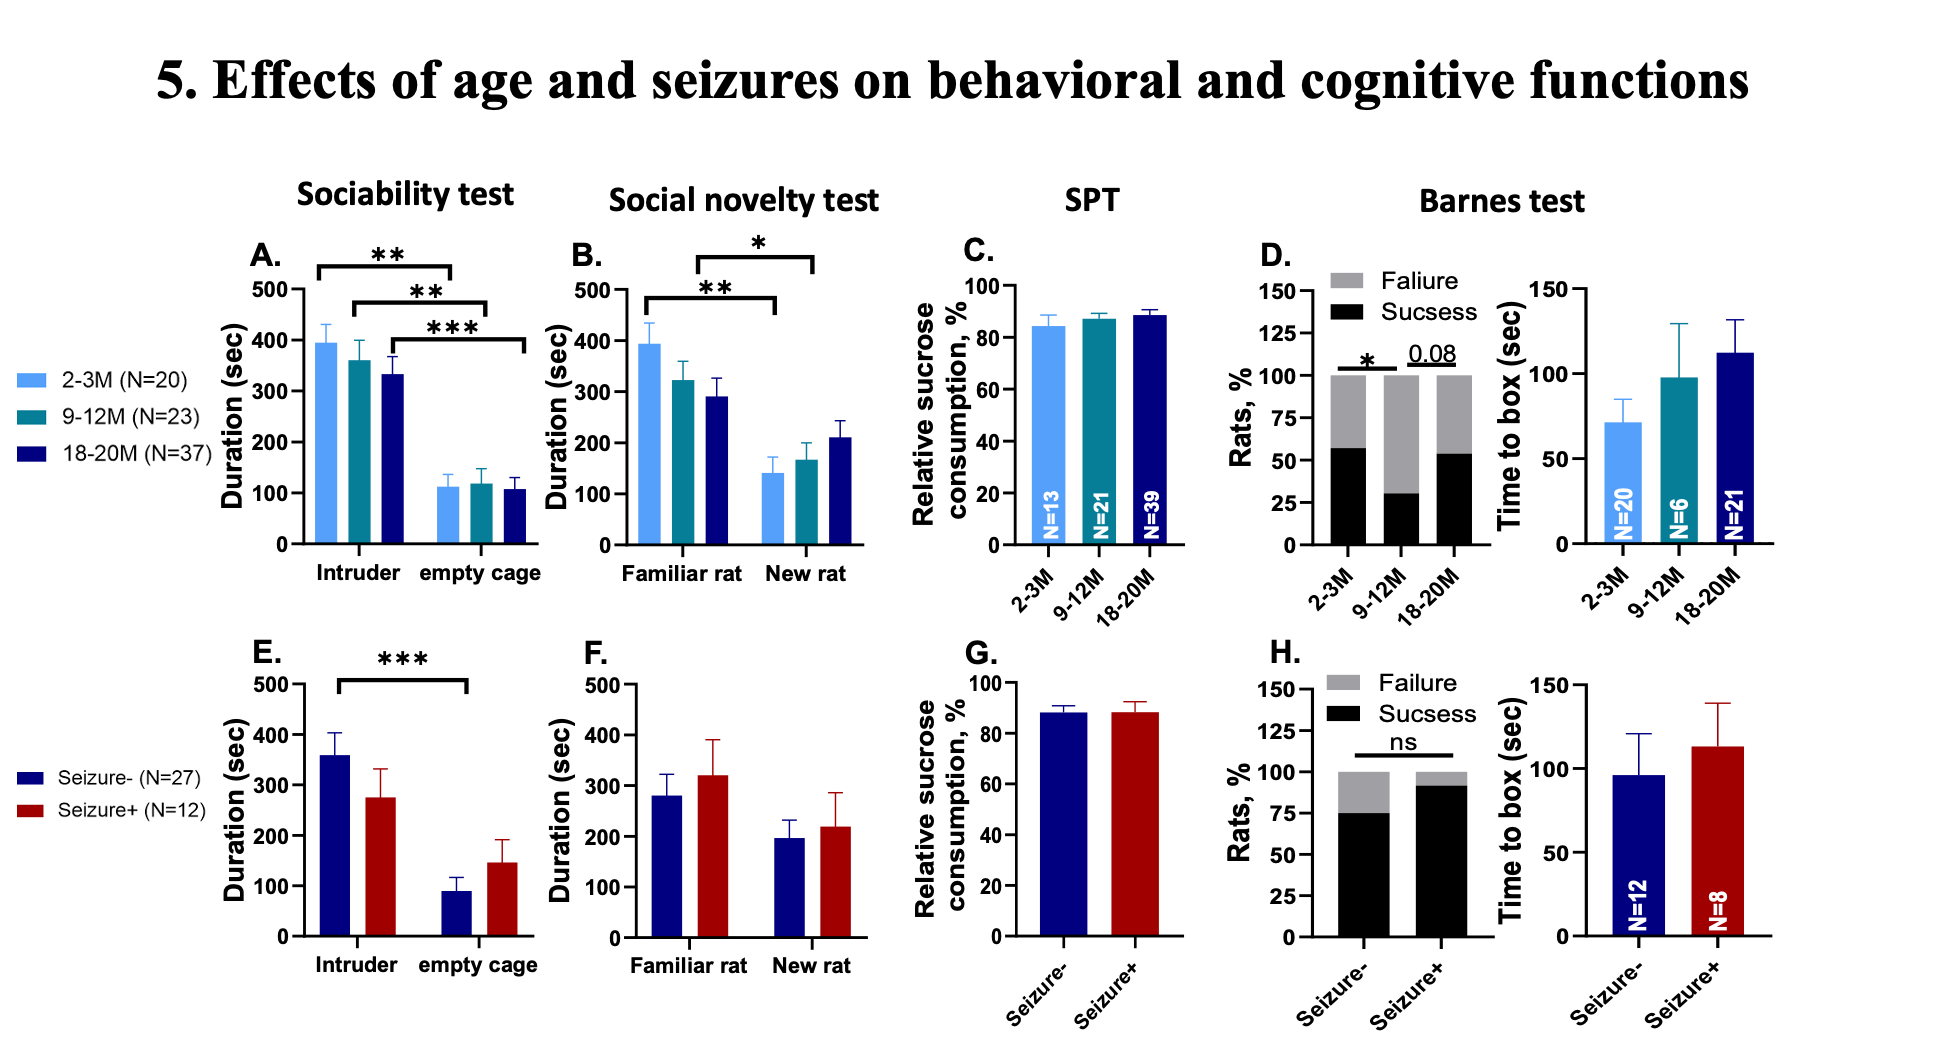 5. Effects of age and seizures on behavioral and cognitive functions
Sociability test
Social novelty test
SPT
Barnes test
2-3M (N=20)
9-12M (N=23)
18-20M (N=37)
A.
**
**
***
Duration (sec)
500
400
300
200
100
0
Intruder
empty cage
B.
*
**
Duration (sec)
500
400
300
200
100
0
Familiar rat
New rat
C.
Relative sucrose
consumption, %
100
80
60
40
20
0
N=13
N=21
N=39
2-3M
9-12M
18-20M
D.
Faliure
Sucsess
*
0.08
Rats, %
150
125
100
75
50
25
0
2-3M
9-12M
18-20M
Time to box (sec)
150
100
50
0
N=20
N=6
N=21
2-3M
9-12M
18-20M
Seizure- (N=27)
Seizure+ (N=12)
E.
***
Duration (sec)
500
400
300
200
100
0
Intruder
empty cage
F.
Duration (sec)
500
400
300
200
100
0
Familiar rat
New rat
G.
Relative sucrose
consumption, %
100
80
60
40
20
0
Seizure-
Seizure+
H.
Failure
Sucsess
ns
Rats, %
150
125
100
75
50
25
0
Seizure-
Seizure+
Time to box (sec)
150
100
50
0
N=12
N=8
Seizure-
Seizure+